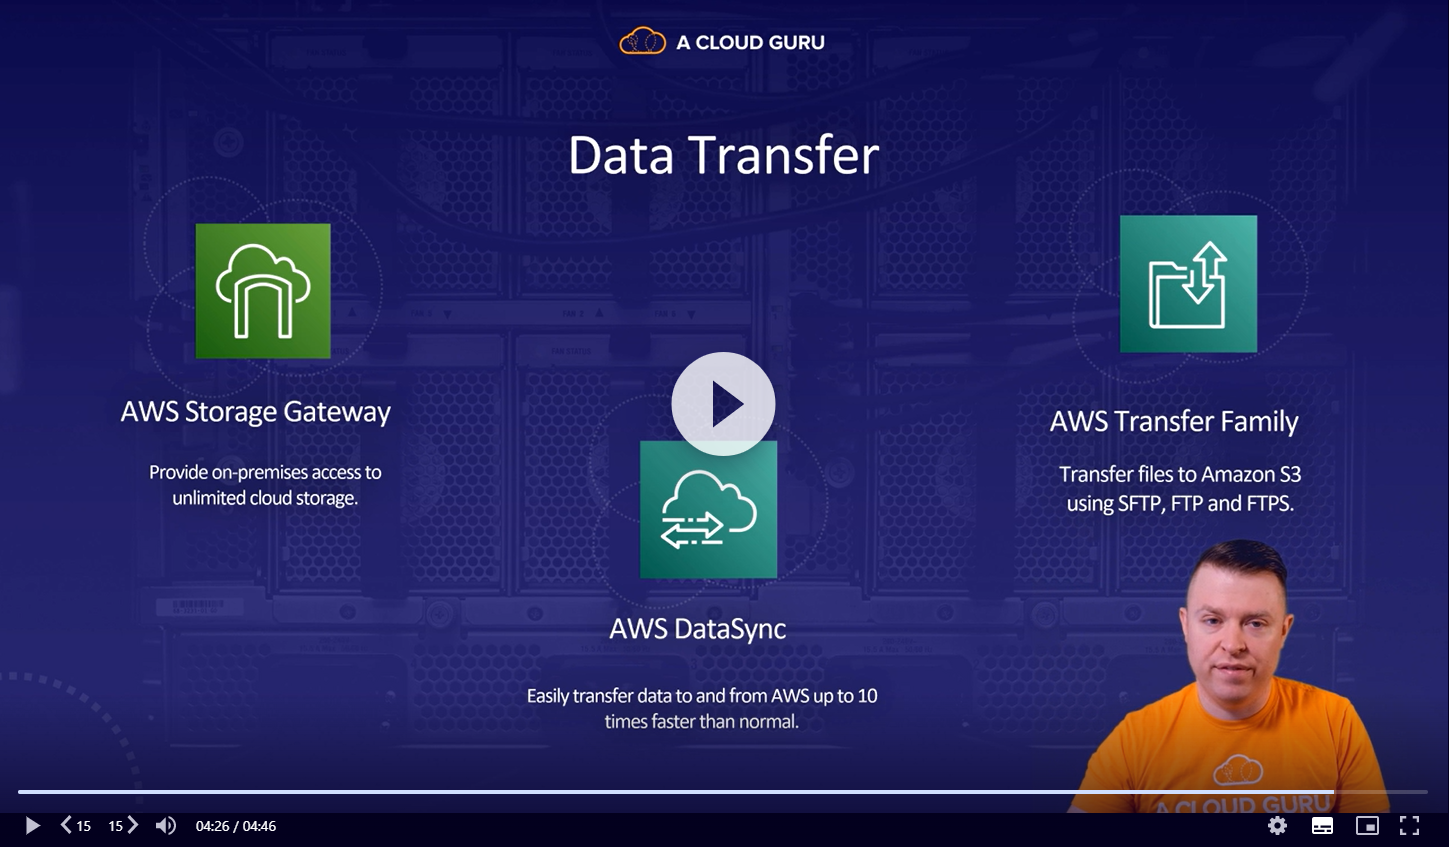 A CLOUD GURU
Data Transfer
AWS Storage Gateway
Provide on-premises access to
unlimited cloud storage.
AWS DataSync
Easily transfer data to and from AWS up to 10
times faster than normal.
AWS Transfer Family
Transfer files to Amazon S3
using SFTP, FTP and FTPS.
A CLOUD GURU
15 15 04:26 / 04:46